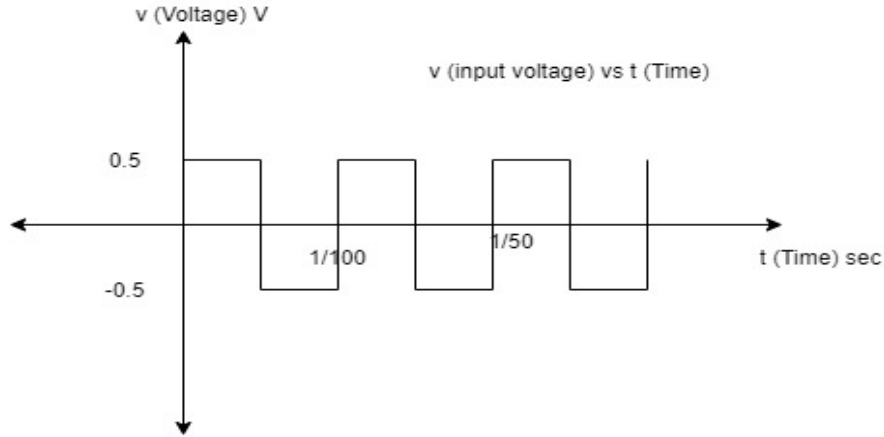 v (Voltage) V
v (input voltage) vs t (Time)
0.5
1/50
1/100
t (Time) sec
-0.5